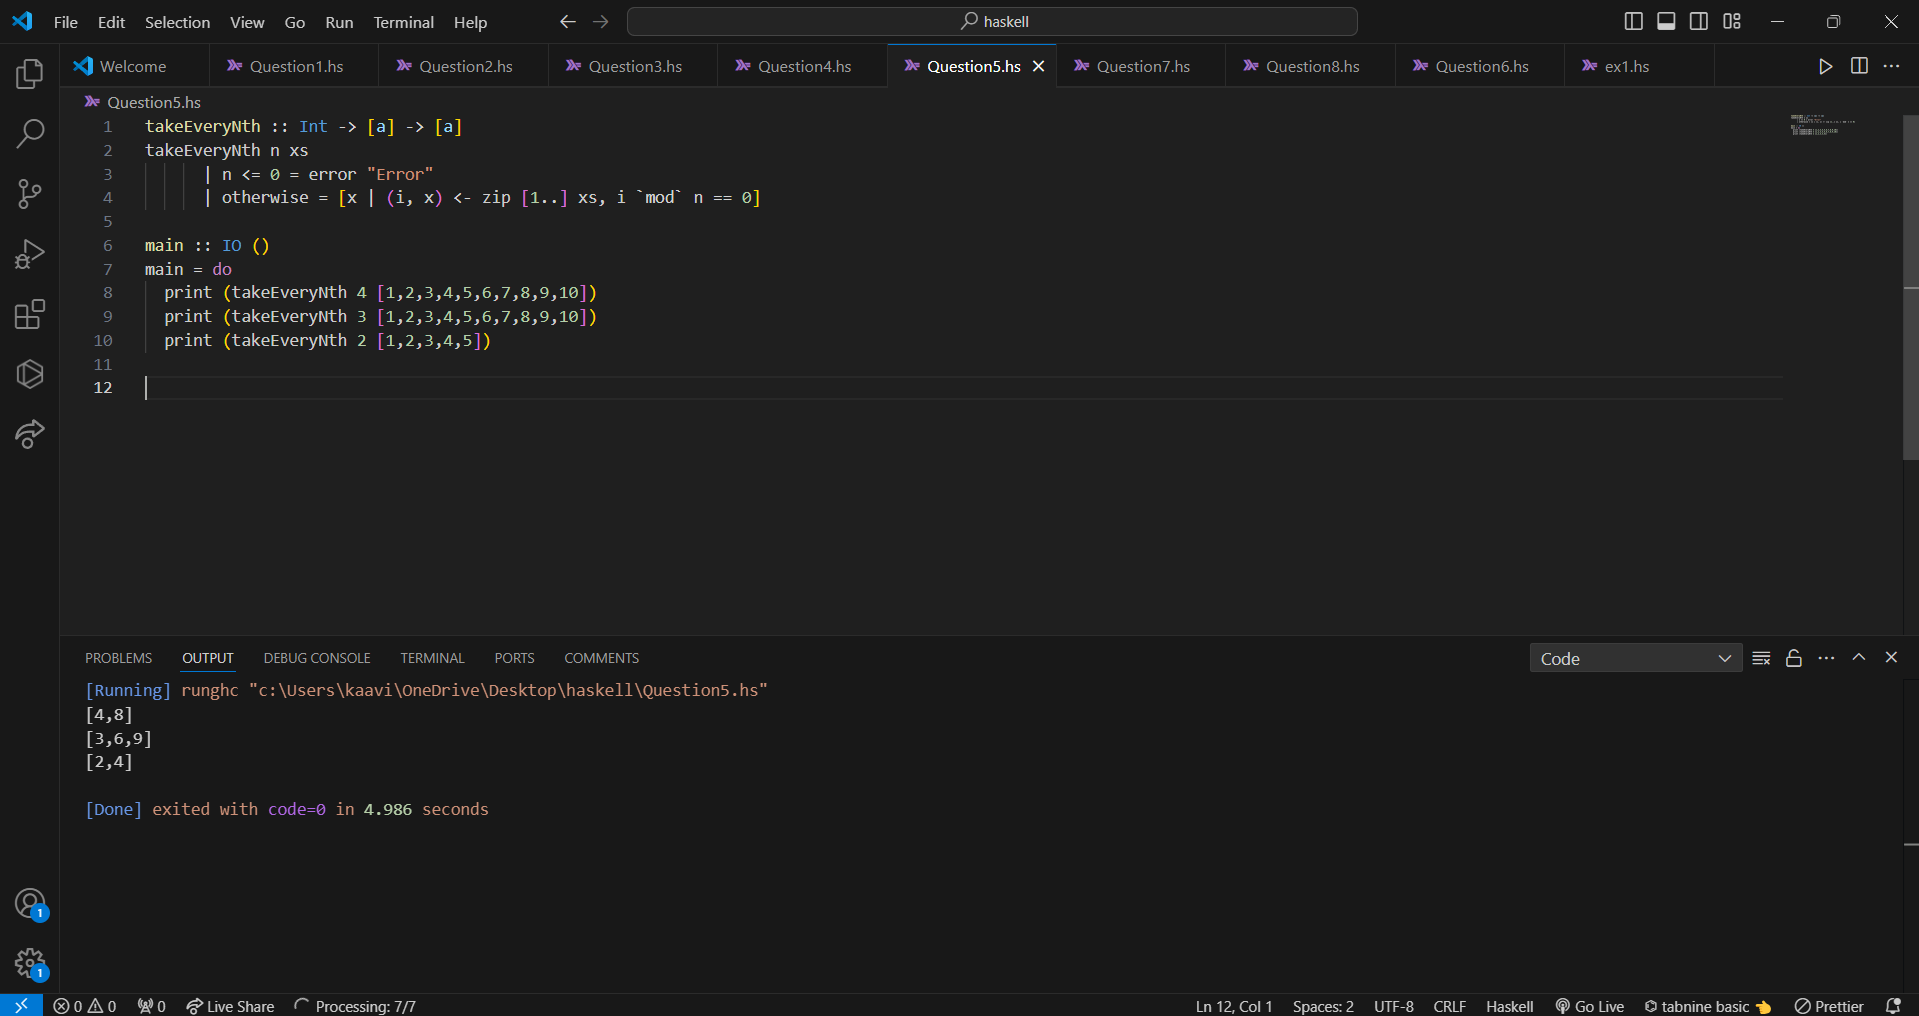 File Edit Selection View Go Run Terminal Help haskell
Welcome Question1.hs Question2.hs Question3.hs Question4.hs Question5.hs Question7.hs Question8.hs Question6.hs ex1.hs
Question5.hs
1 takeEveryNth :: Int -> [a] -> [a]
2 takeEveryNth n xs
3 | n <= 0 = error "Error"
4 | otherwise = [x | (i, x) <- zip [1..] xs, i `mod` n == 0]
5
6 main :: IO ()
7 main = do
8 print (takeEveryNth 4 [1,2,3,4,5,6,7,8,9,10])
9 print (takeEveryNth 3 [1,2,3,4,5,6,7,8,9,10])
10 print (takeEveryNth 2 [1,2,3,4,5])
11
12
PROBLEMS OUTPUT DEBUG CONSOLE TERMINAL PORTS COMMENTS Code
[Running] runghc "c:\Users\kaavi\OneDrive\Desktop\haskell\Question5.hs"
[4,8]
[3,6,9]
[2,4]
[Done] exited with code=0 in 4.986 seconds
1
1
0 0 0 Live Share Processing: 7/7 Ln 12, Col 1 Spaces: 2 UTF-8 CRLF Haskell Go Live tabnine basic Prettier